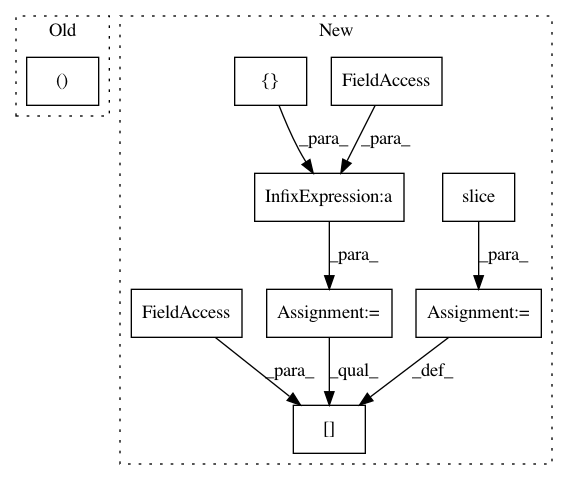 Old
New
()
{}
FieldAccess
_para_
_para_
InfixExpression:a
slice
_para_
_para_
FieldAccess
Assignment:=
Assignment:=
_para_
_qual_
_def_
[]